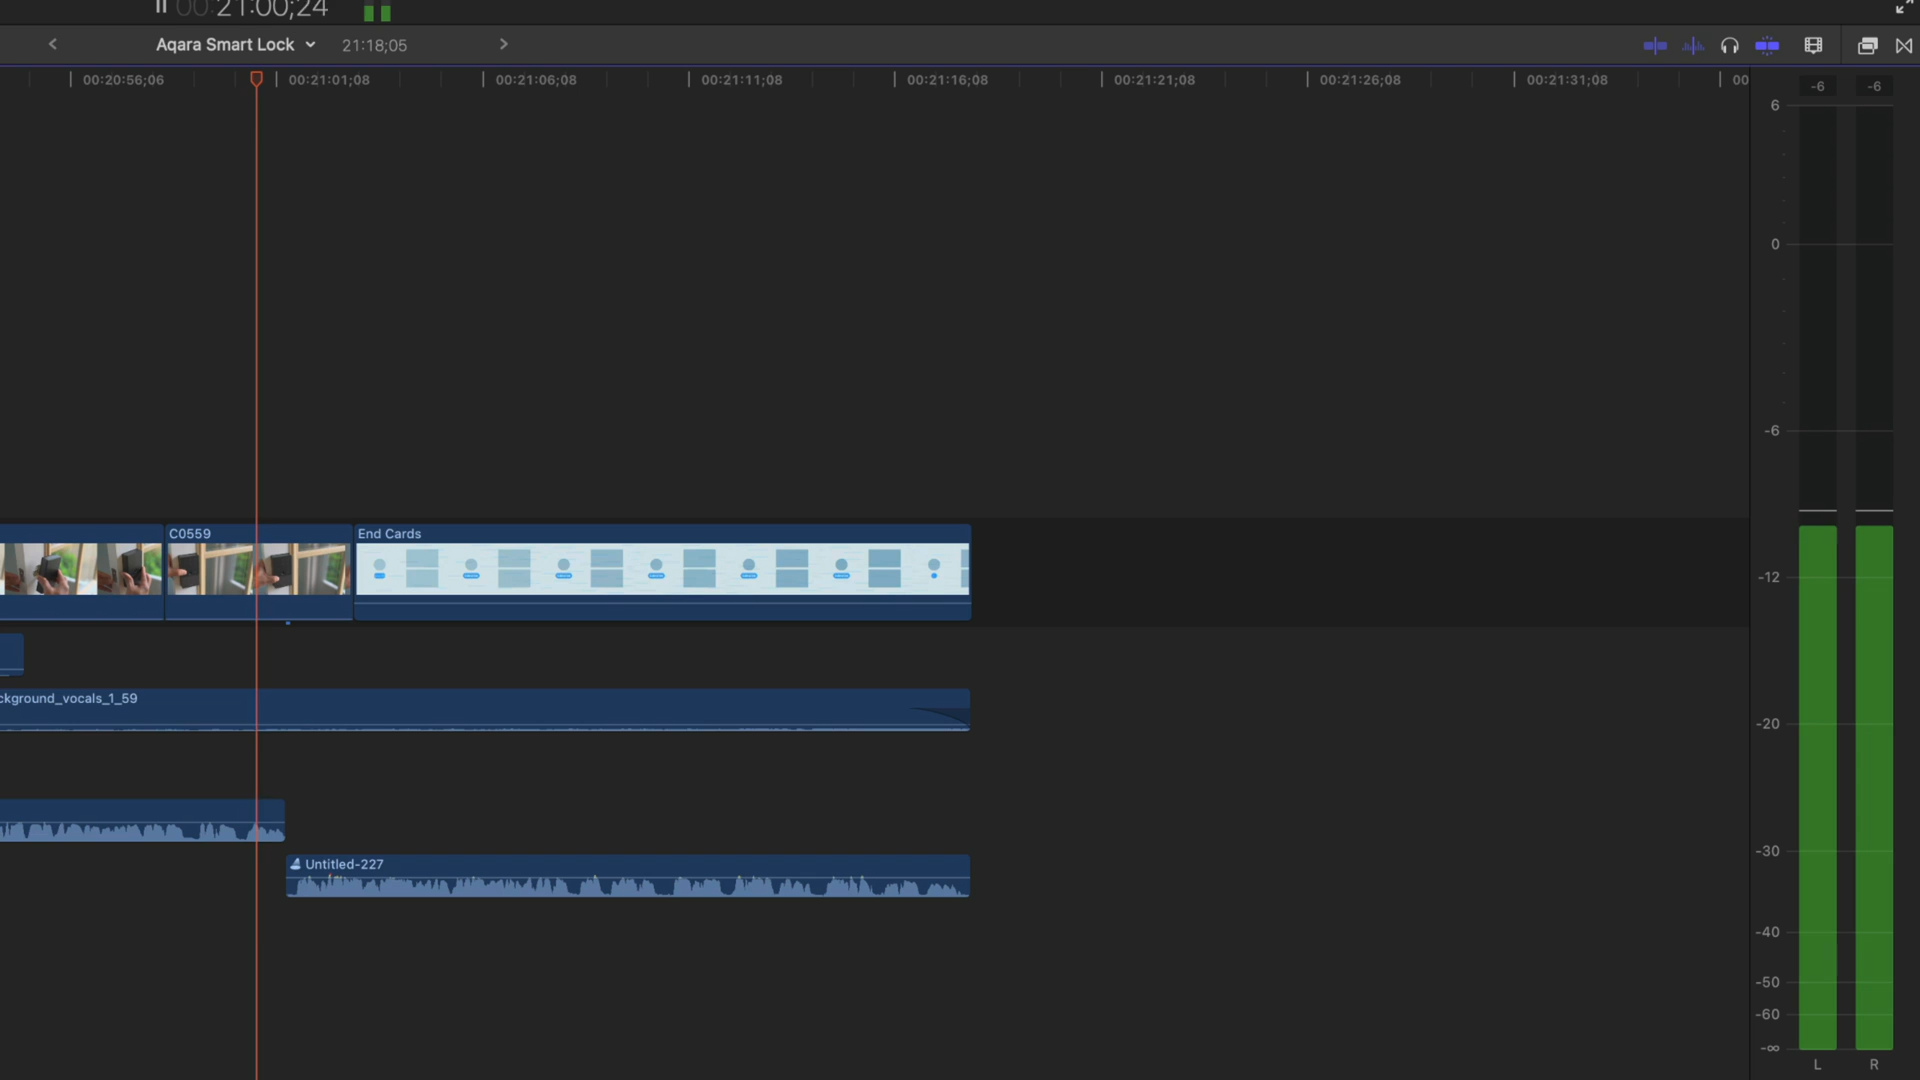 00:21:00;24
Aqara Smart Lock 21:18;05
00:20:56;06 00:21:01;08 00:21:06;08 00:21:11;08 00:21:16;08 00:21:21;08 00:21:26;08 00:21:31;08 00
-6 -6
6
0
-6
C0559 End Cards
-12
ckground_vocals_1_59
-20
-30
Untitled-227
-40
-50
-60
-∞
L R